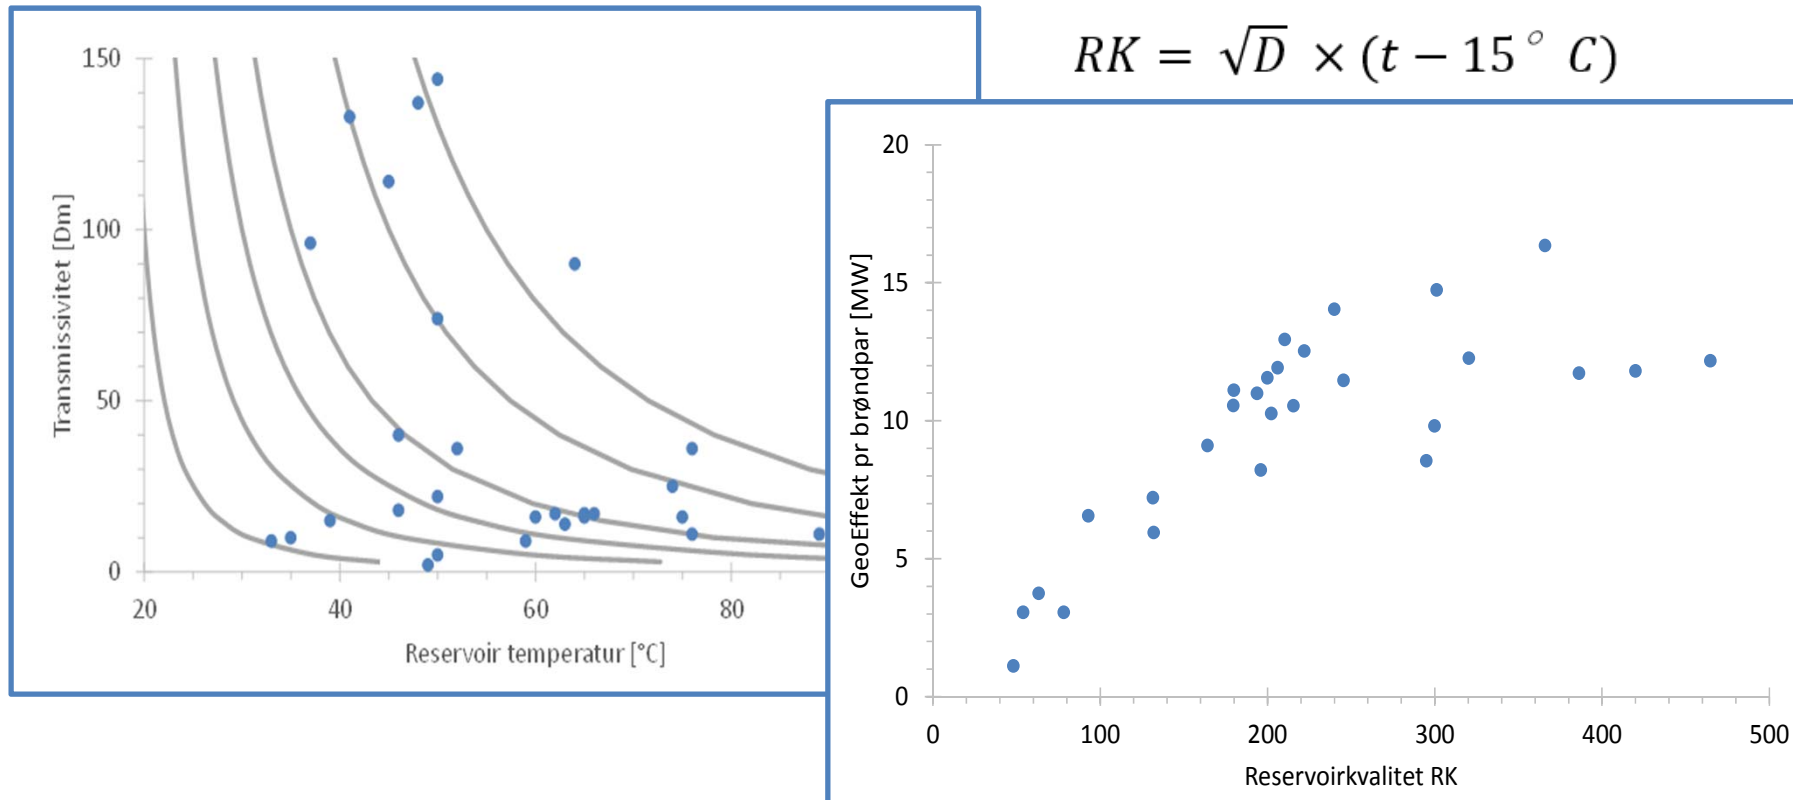 RK = √D × (t − 15° C)
Transmissivitet [Dm]
150
100
50
0
20 40 60 80
Reservoir temperatur [°C]
GeoEffekt pr brøndpar [MW]
20
15
10
5
0
0 100 200 300 400 500
Reservoirkvalitet RK